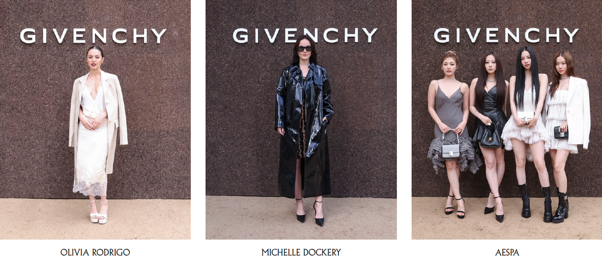 GIVENCHY
GIVENCHY
GIVENCHY
OLIVIA RODRIGO
MICHELLE DOCKERY
AESPA